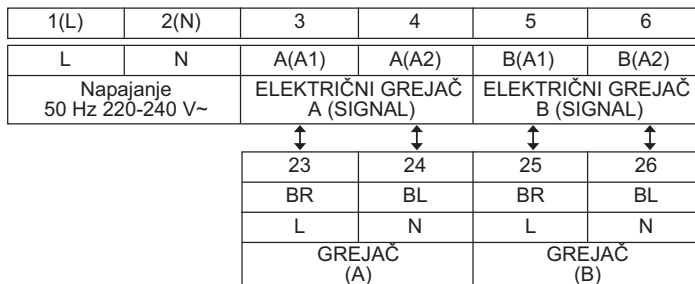 1(L) 2(N) 3 4 5 6
L N A(A1) A(A2) B(A1) B(A2)
Napajanje
50 Hz 220-240 V~
ELEKTRIČNI GREJAČ
A (SIGNAL)
ELEKTRIČNI GREJAČ
B (SIGNAL)
23 24 25 26
BR BL BR BL
L N L N
GREJAČ
(A)
GREJAČ
(B)